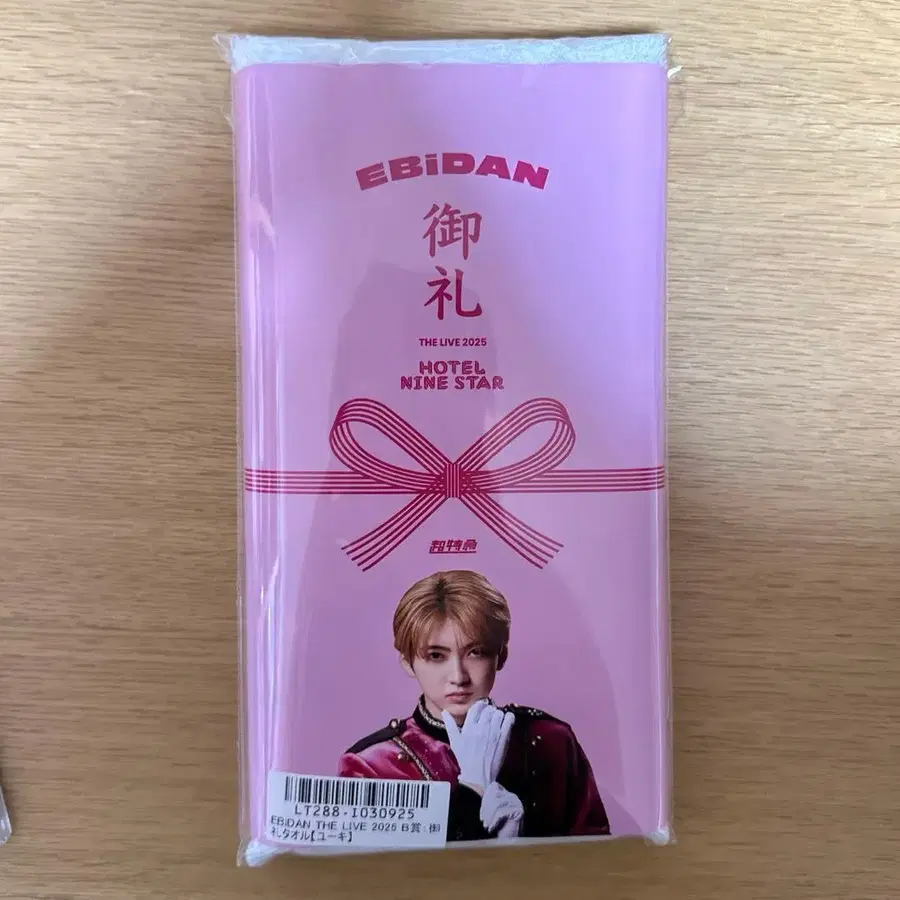 EBiDAN
御
礼
THE LIVE 2025
HOTEL
NINE STAR
超特急
LT288-I030925
EBiDAN THE LIVE 2025 B賞:御
礼タオル【ユーキ】